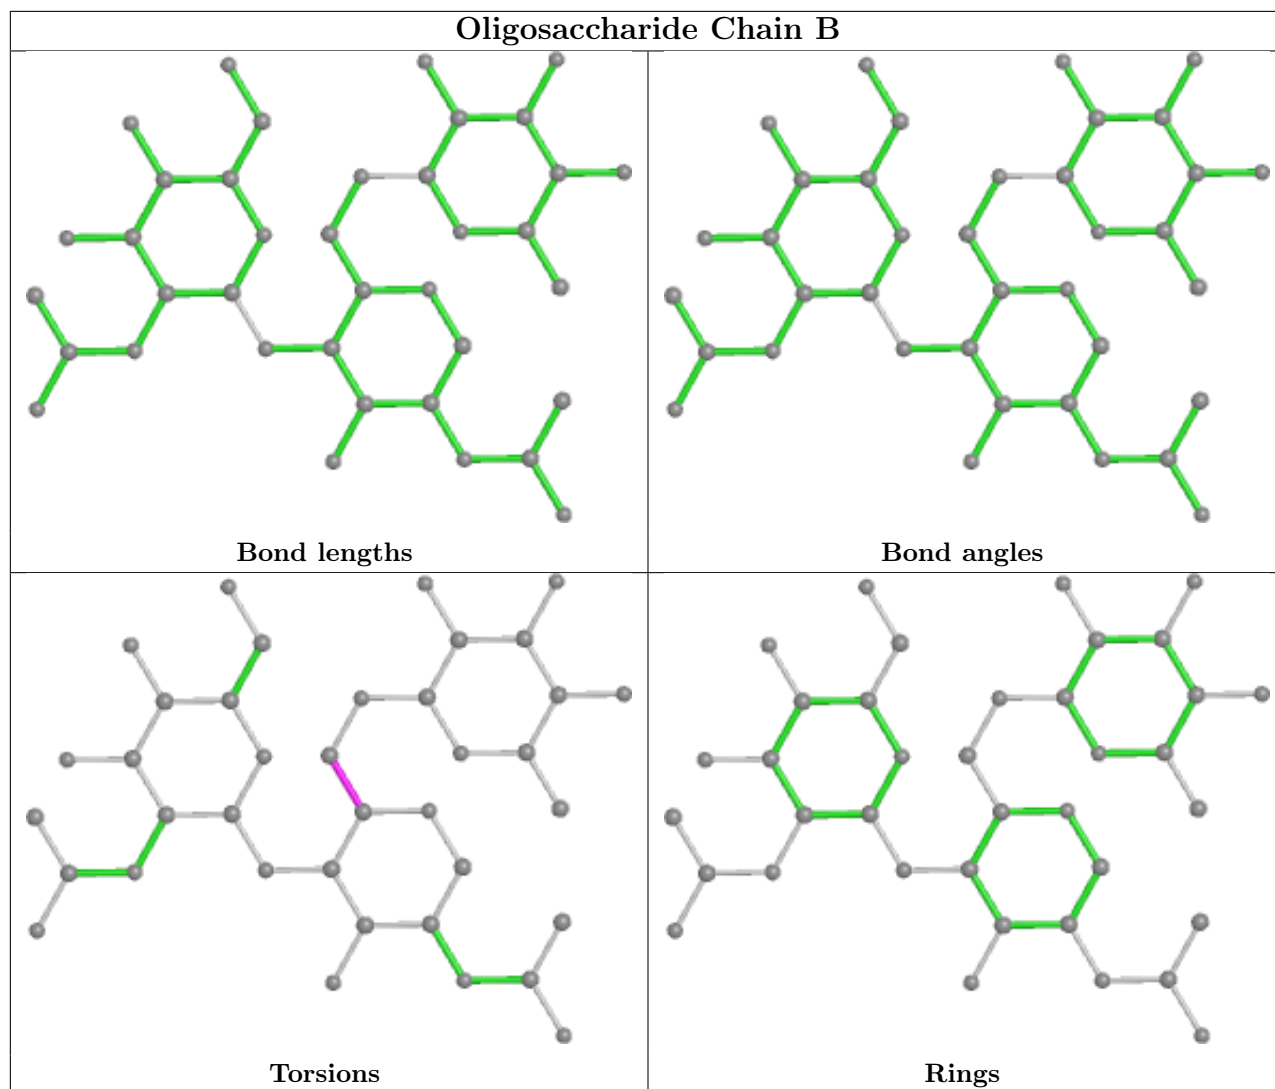 Oligosaccharide Chain B
Bond lengths
Bond angles
Torsions
Rings